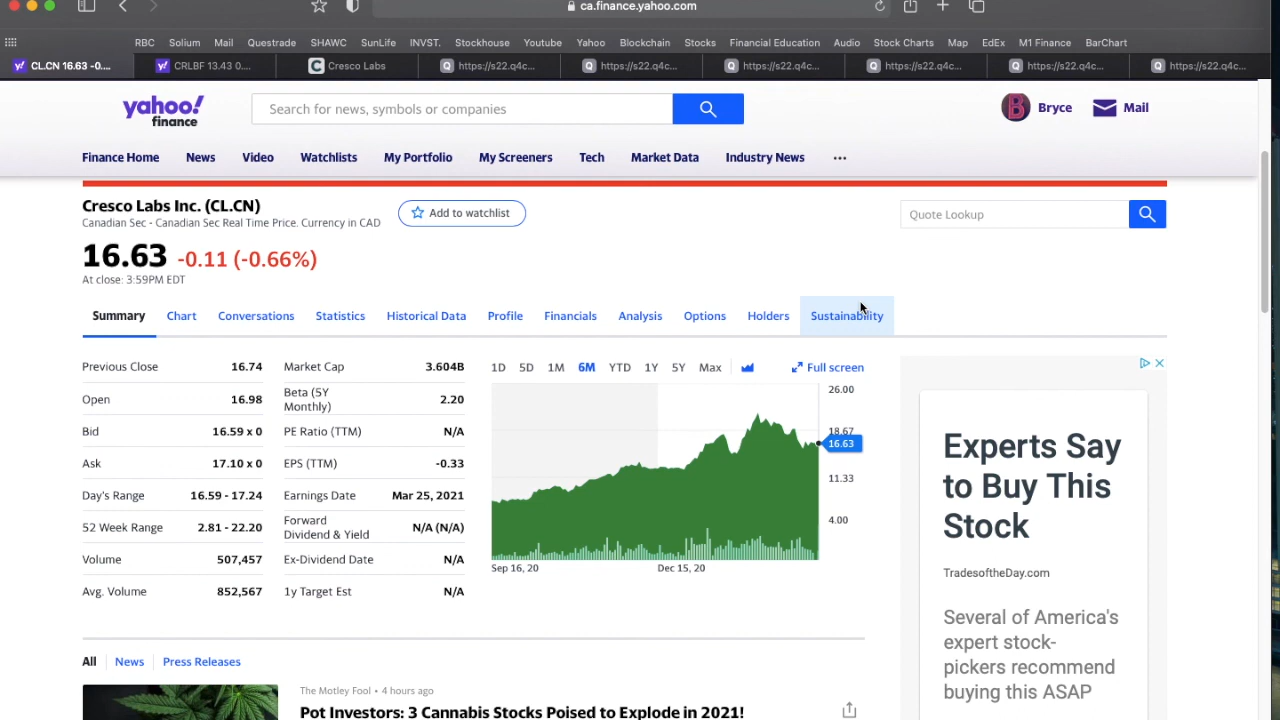 ca.finance.yahoo.com
RBC Solium Mail Questrade SHAWC SunLife INVST. Stockhouse Youtube Yahoo Blockchain Stocks Financial Education Audio Stock Charts Map EdEx M1 Finance BarChart
y! CL.CN 16.63 -0.... y! CRLBF 13.43 0.... C Cresco Labs Q https://s22.q4c... Q https://s22.q4c... Q https://s22.q4c... Q https://s22.q4c... Q https://s22.q4c... Q https://s22.q4c...
yahoo!
finance
Search for news, symbols or companies
B Bryce Mail
Finance Home News Video Watchlists My Portfolio My Screeners Tech Market Data Industry News ...
Cresco Labs Inc. (CL.CN)
Canadian Sec - Canadian Sec Real Time Price. Currency in CAD
Add to watchlist
Quote Lookup
16.63 -0.11 (-0.66%)
At close: 3:59PM EDT
Summary Chart Conversations Statistics Historical Data Profile Financials Analysis Options Holders Sustainability
Previous Close 16.74
Open 16.98
Bid 16.59 x 0
Ask 17.10 x 0
Day's Range 16.59 - 17.24
52 Week Range 2.81 - 22.20
Volume 507,457
Avg. Volume 852,567
Market Cap 3.604B
Beta (5Y
Monthly) 2.20
PE Ratio (TTM) N/A
EPS (TTM) -0.33
Earnings Date Mar 25, 2021
Forward
Dividend & Yield N/A (N/A)
Ex-Dividend Date N/A
1y Target Est N/A
1D 5D 1M 6M YTD 1Y 5Y Max Full screen
26.00
18.67
16.63
11.33
4.00
Sep 16, 20 Dec 15, 20
Experts Say
to Buy This
Stock
TradesoftheDay.com
Several of America's
expert stock-
pickers recommend
buying this ASAP
All News Press Releases
The Motley Fool • 4 hours ago
Pot Investors: 3 Cannabis Stocks Poised to Explode in 2021!